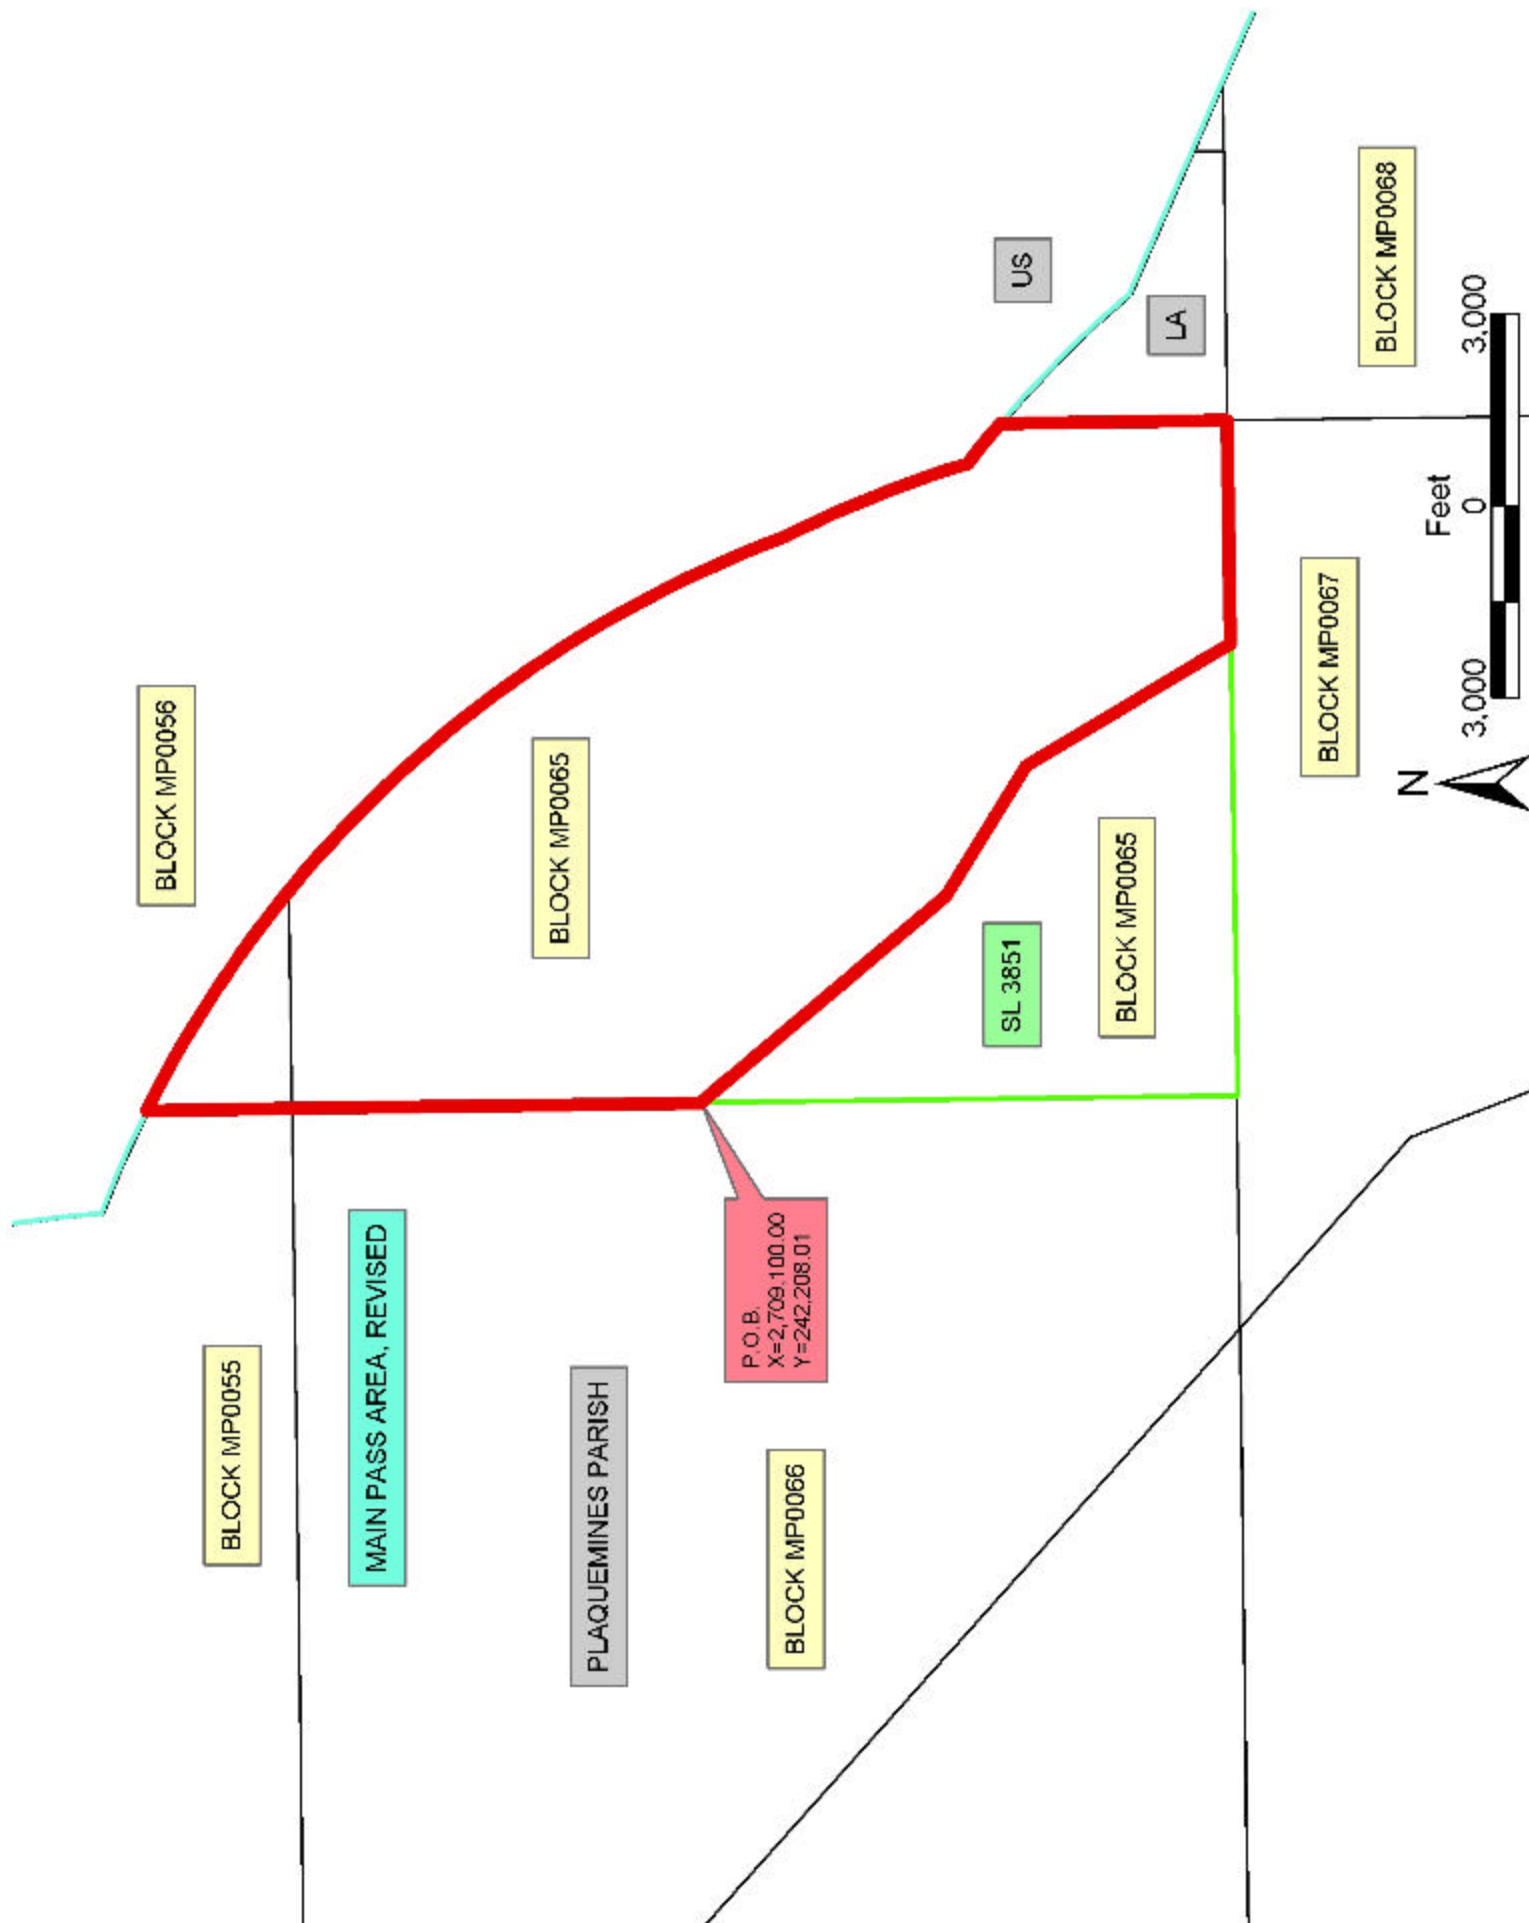 BLOCK MP0056
BLOCK MP0055
MAIN PASS AREA, REVISED
BLOCK MP0065
PLAQUEMINES PARISH
P.O.B.
X=2,709,100.00
Y=242,208.01
BLOCK MP0066
US
LA
SL 3851
BLOCK MP0065
BLOCK MP0067
BLOCK MP0068
N
Feet
3,000 0 3,000